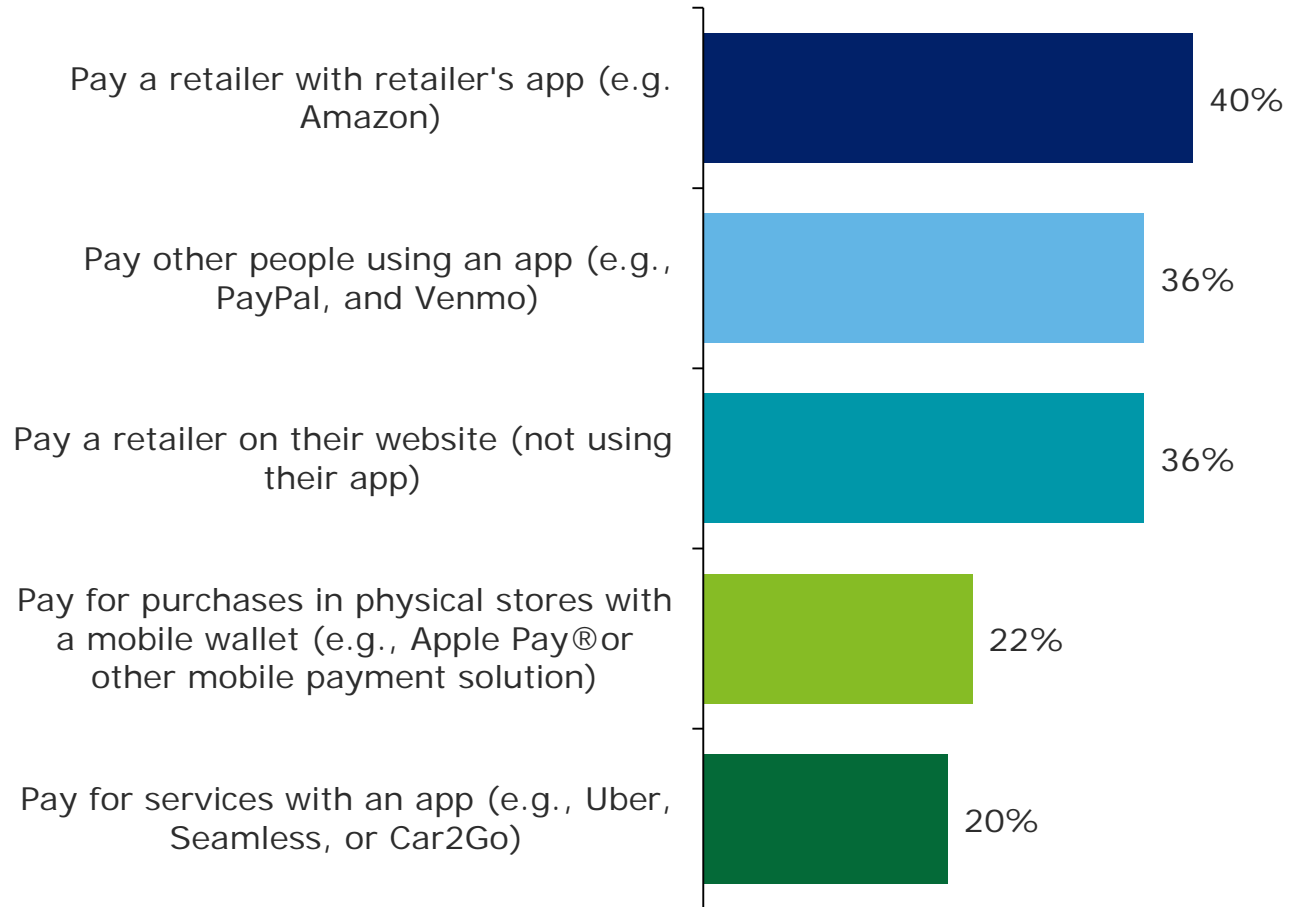 Pay a retailer with retailer's app (e.g.
Amazon)
40%
Pay other people using an app (e.g.,
PayPal, and Venmo)
36%
Pay a retailer on their website (not using
their app)
36%
Pay for purchases in physical stores with
a mobile wallet (e.g., Apple Pay®or
other mobile payment solution)
22%
Pay for services with an app (e.g., Uber,
Seamless, or Car2Go)
20%